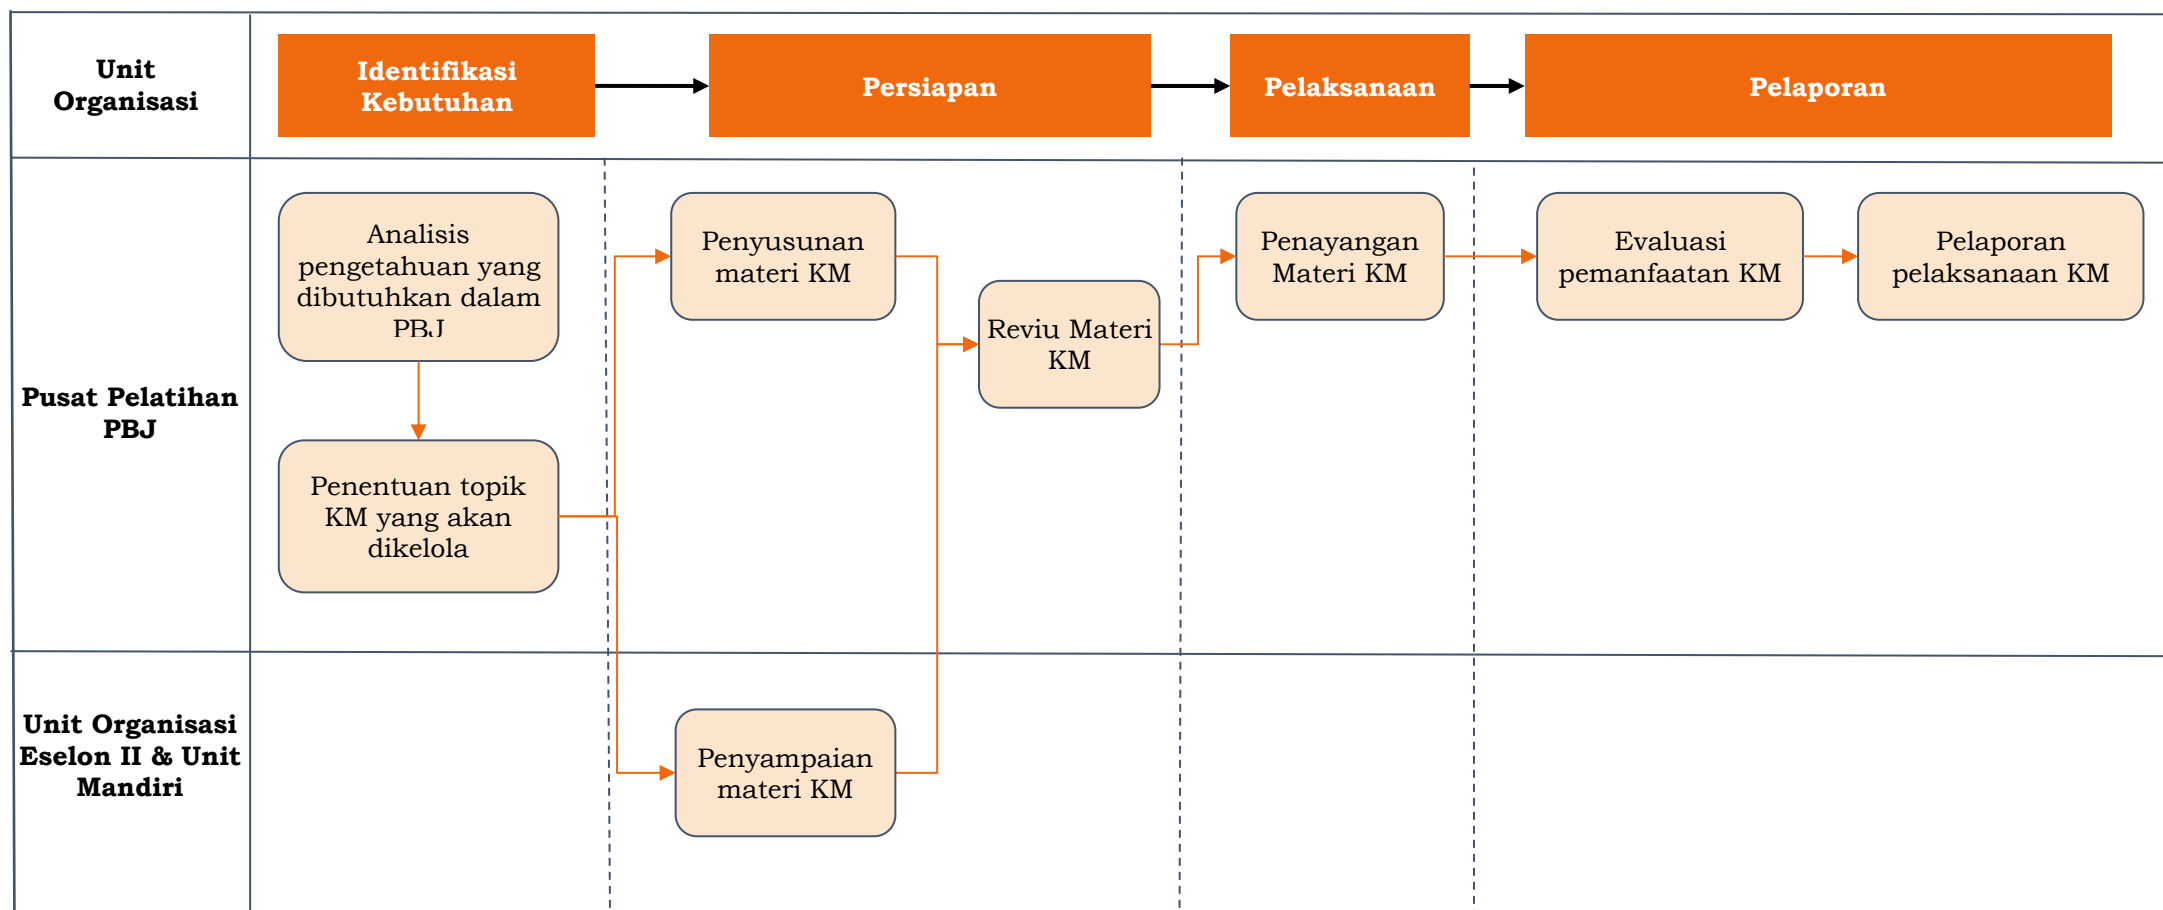 Unit
Organisasi
Identifikasi
Kebutuhan
Persiapan
Pelaksanaan
Pelaporan
Pusat Pelatihan
PBJ
Analisis
pengetahuan yang
dibutuhkan dalam
PBJ
Penentuan topik
KM yang akan
dikelola
Penyusunan
materi KM
Reviu Materi
KM
Penayangan
Materi KM
Evaluasi
pemanfaatan KM
Pelaporan
pelaksanaan KM
Unit Organisasi
Eselon II & Unit
Mandiri
Penyampaian
materi KM